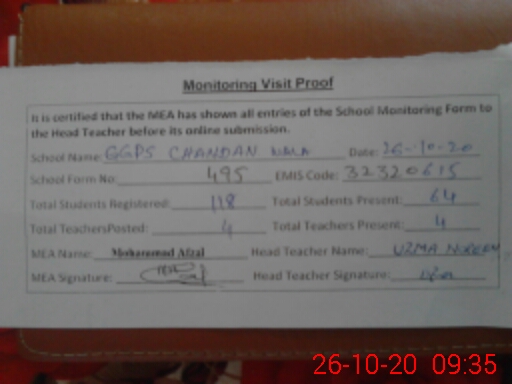 Monitoring Visit Proof
It is certified that the MEA has shown all entries of the School Monitoring Form to
the Head Teacher before its online submission.
School Name: GGPS CHANDAN WALA Date: 26-10-20
School Form No: 495 EMIS Code: 32320615
Total Students Registered: 118 Total Students Present: 64
Total TeachersPosted: 4 Total Teachers Present: 4
MEA Name: Mohammad Afzal Head Teacher Name: UZMA NOREEN
MEA Signature: Head Teacher Signature:
26-10-20 09:35